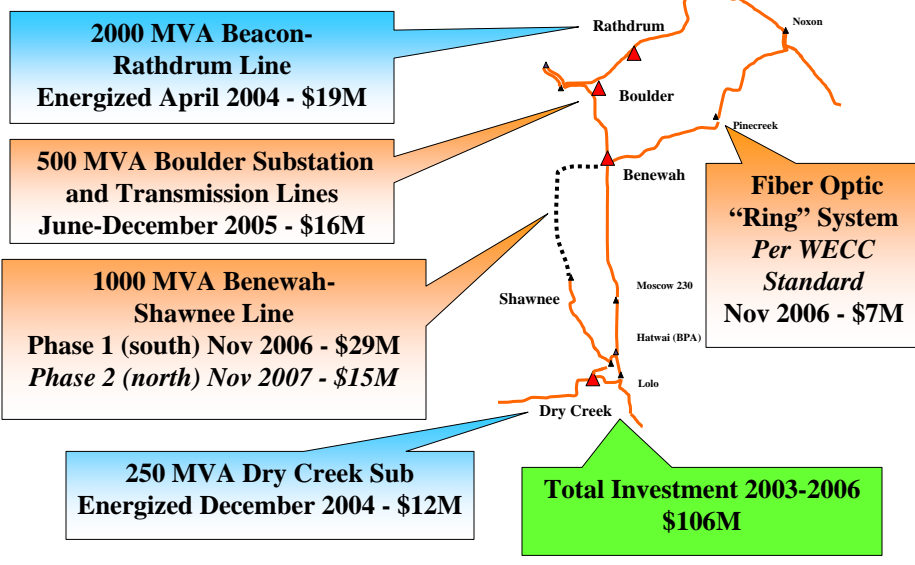 2000 MVA Beacon-
Rathdrum Line
Energized April 2004 - $19M
500 MVA Boulder Substation
and Transmission Lines
June-December 2005 - $16M
1000 MVA Benewah-
Shawnee Line
Phase 1 (south) Nov 2006 - $29M
Phase 2 (north) Nov 2007 - $15M
250 MVA Dry Creek Sub
Energized December 2004 - $12M
Rathdrum
Noxon
Boulder
Pinecreek
Benewah
Shawnee
Moscow 230
Hatwai (BPA)
Lolo
Dry Creek
Fiber Optic
“Ring” System
Per WECC
Standard
Nov 2006 - $7M
Total Investment 2003-2006
$106M